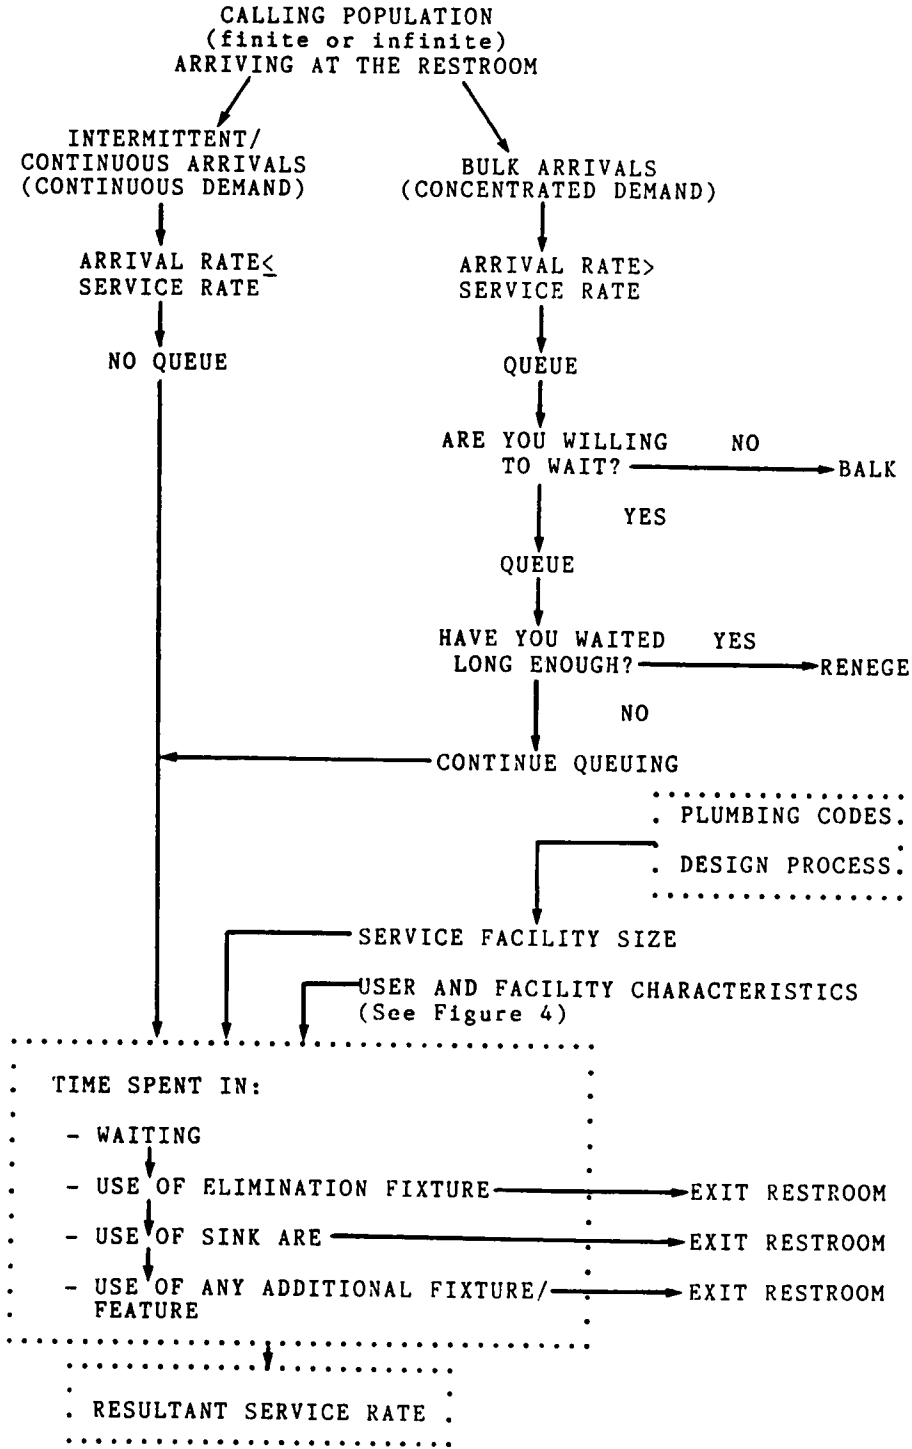 CALLING POPULATION
(finite or infinite)
ARRIVING AT THE RESTROOM
INTERMITTENT/
CONTINUOUS ARRIVALS
(CONTINUOUS DEMAND)
BULK ARRIVALS
(CONCENTRATED DEMAND)
ARRIVAL RATE≤
SERVICE RATE
ARRIVAL RATE>
SERVICE RATE
NO QUEUE
QUEUE
ARE YOU WILLING
TO WAIT?
NO
BALK
YES
QUEUE
HAVE YOU WAITED
LONG ENOUGH?
YES
RENEGE
NO
CONTINUE QUEUING
PLUMBING CODES
DESIGN PROCESS
SERVICE FACILITY SIZE
USER AND FACILITY CHARACTERISTICS
(See Figure 4)
TIME SPENT IN:
- WAITING
- USE OF ELIMINATION FIXTURE
EXIT RESTROOM
- USE OF SINK ARE
EXIT RESTROOM
- USE OF ANY ADDITIONAL FIXTURE/
FEATURE
EXIT RESTROOM
RESULTANT SERVICE RATE